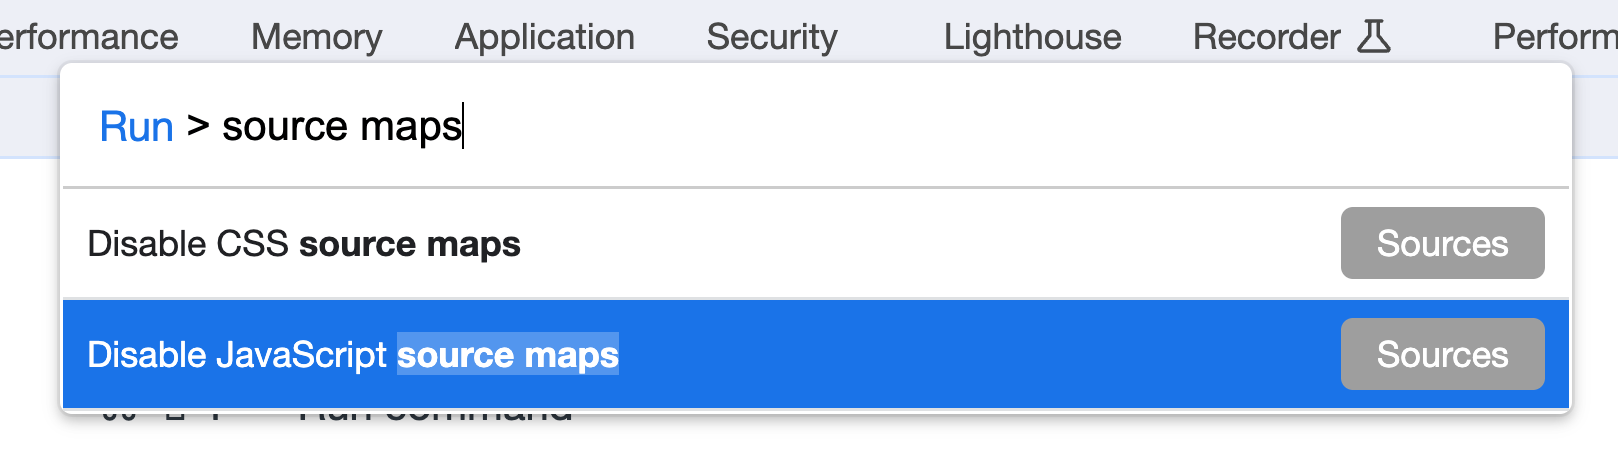 erformance Memory Application Security Lighthouse Recorder Perform
Run > source maps
Disable CSS source maps Sources
Disable JavaScript source maps Sources
Run command